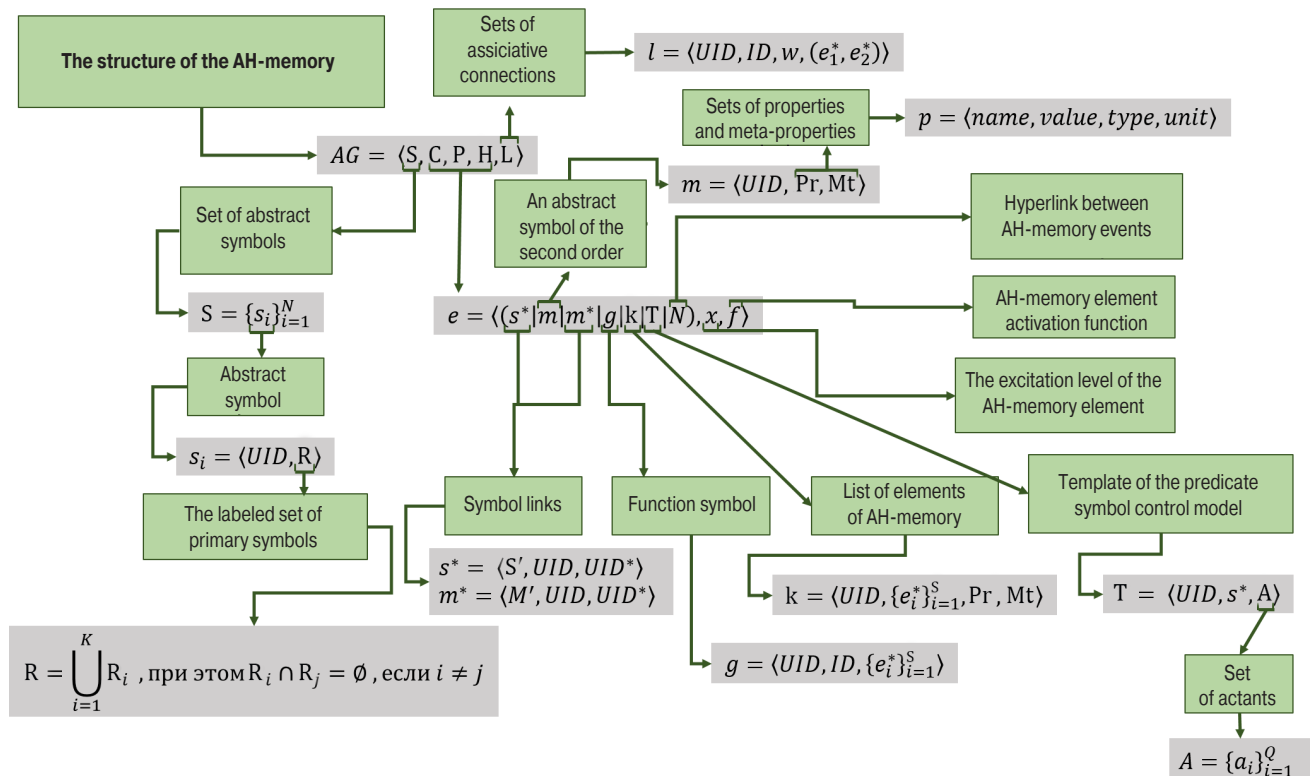 The structure of the AH-memory
Sets of
assiciative
connections
l = ⟨UID, ID, w, (e₁*, e₂*)⟩
Sets of properties
and meta-properties
p = ⟨name, value, type, unit⟩
AG = ⟨S, C, P, H, L⟩
m = ⟨UID, Pr, Mt⟩
An abstract
symbol of the
second order
Set of abstract
symbols
Hyperlink between
AH-memory events
S = {sᵢ}ᵢ₌₁ᴺ
e = ⟨(s*|m|m*|g|k|T|N), x, f⟩
AH-memory element
activation function
Abstract
symbol
The excitation level of the
AH-memory element
sᵢ = ⟨UID, R⟩
The labeled set of
primary symbols
Symbol links
Function symbol
List of elements
of AH-memory
Template of the predicate
symbol control model
s* = ⟨S′, UID, UID*⟩
m* = ⟨M′, UID, UID*⟩
k = ⟨UID, {eᵢ*}ᵢ₌₁ˢ, Pr, Mt⟩
T = ⟨UID, s*, A⟩
R = ⋃ᵢ₌₁ᴷ Rᵢ , при этом Rᵢ ∩ Rⱼ = ∅ , если i ≠ j
g = ⟨UID, ID, {eᵢ*}ᵢ₌₁ˢ⟩
Set
of actants
A = {aᵢ}ᵢ₌₁Q